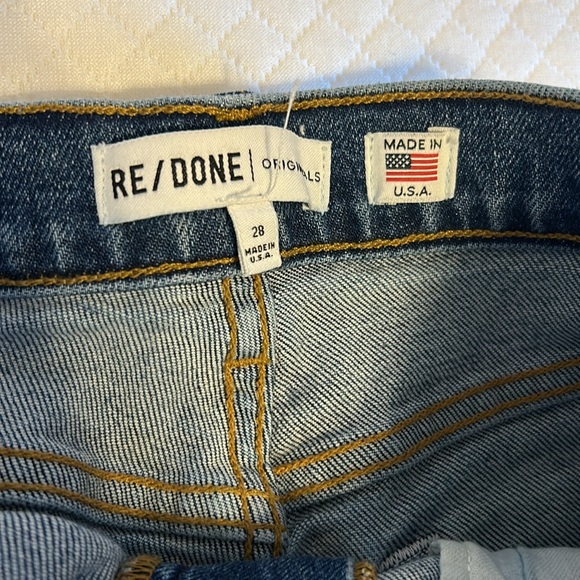 RE/DONE | ORIGINALS
MADE IN
U.S.A.
28
MADE IN
U.S.A.